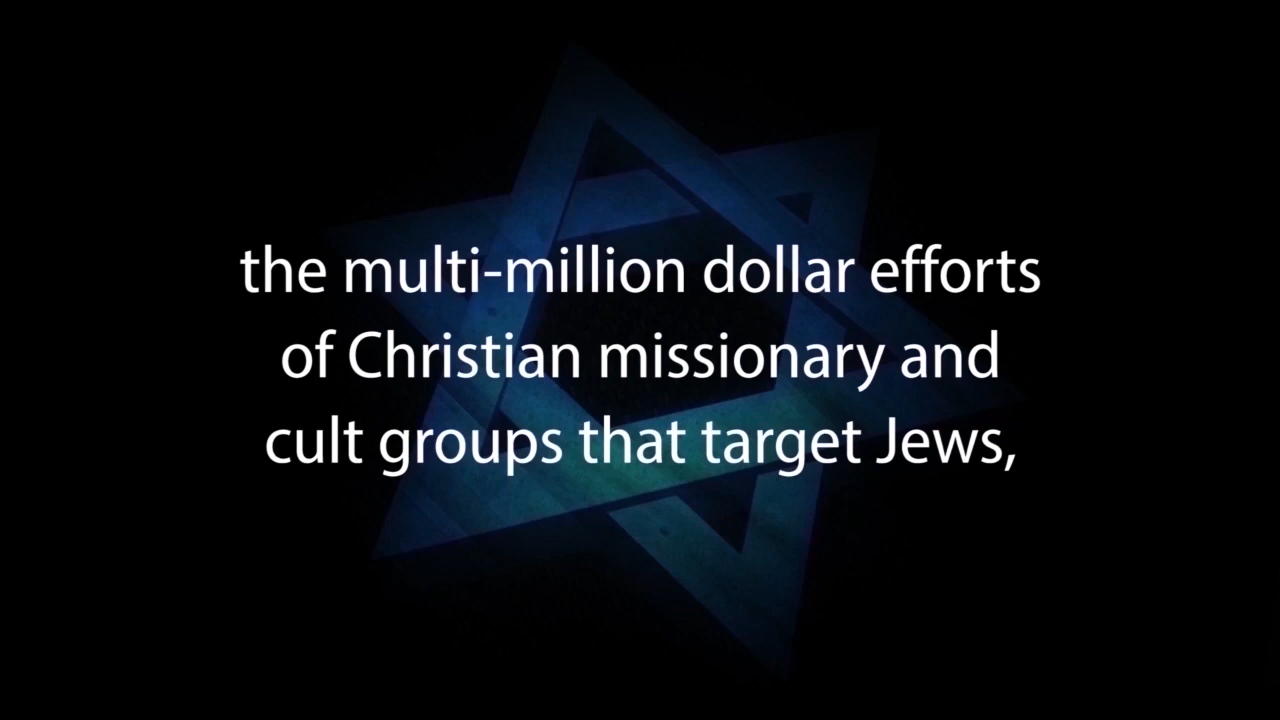 the multi-million dollar efforts
of Christian missionary and
cult groups that target Jews,